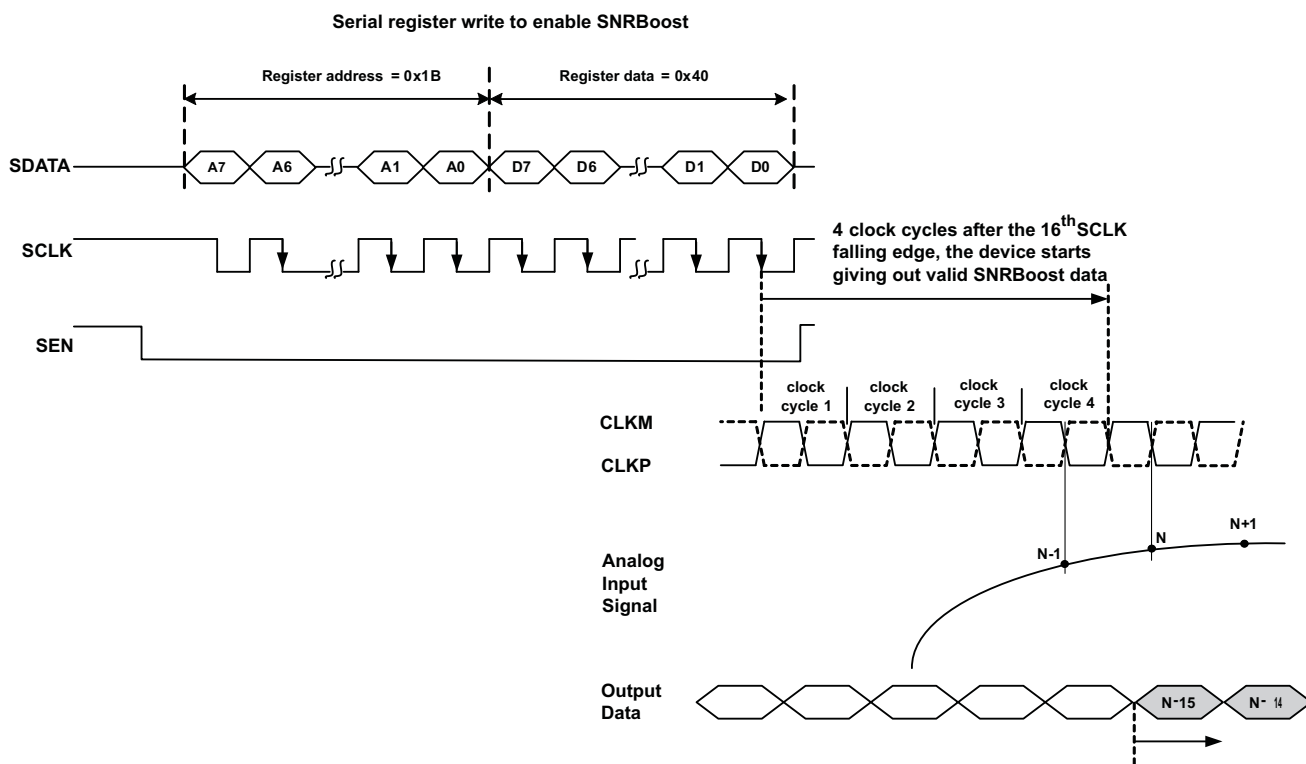 Serial register write to enable SNRBoost
Register address = 0x1B
Register data = 0x40
SDATA
A7
A6
A1
A0
D7
D6
D1
D0
SCLK
4 clock cycles after the 16th SCLK
falling edge, the device starts
giving out valid SNRBoost data
SEN
clock
cycle 1
clock
cycle 2
clock
cycle 3
clock
cycle 4
CLKM
CLKP
Analog
Input
Signal
N-1
N
N+1
Output
Data
N-15
N- 14